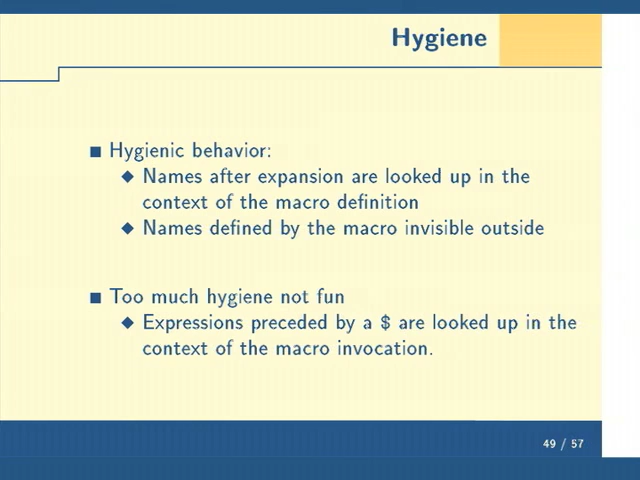 Hygiene
Hygienic behavior:
Names after expansion are looked up in the
context of the macro definition
Names defined by the macro invisible outside
Too much hygiene not fun
Expressions preceded by a $ are looked up in the
context of the macro invocation.
49 / 57